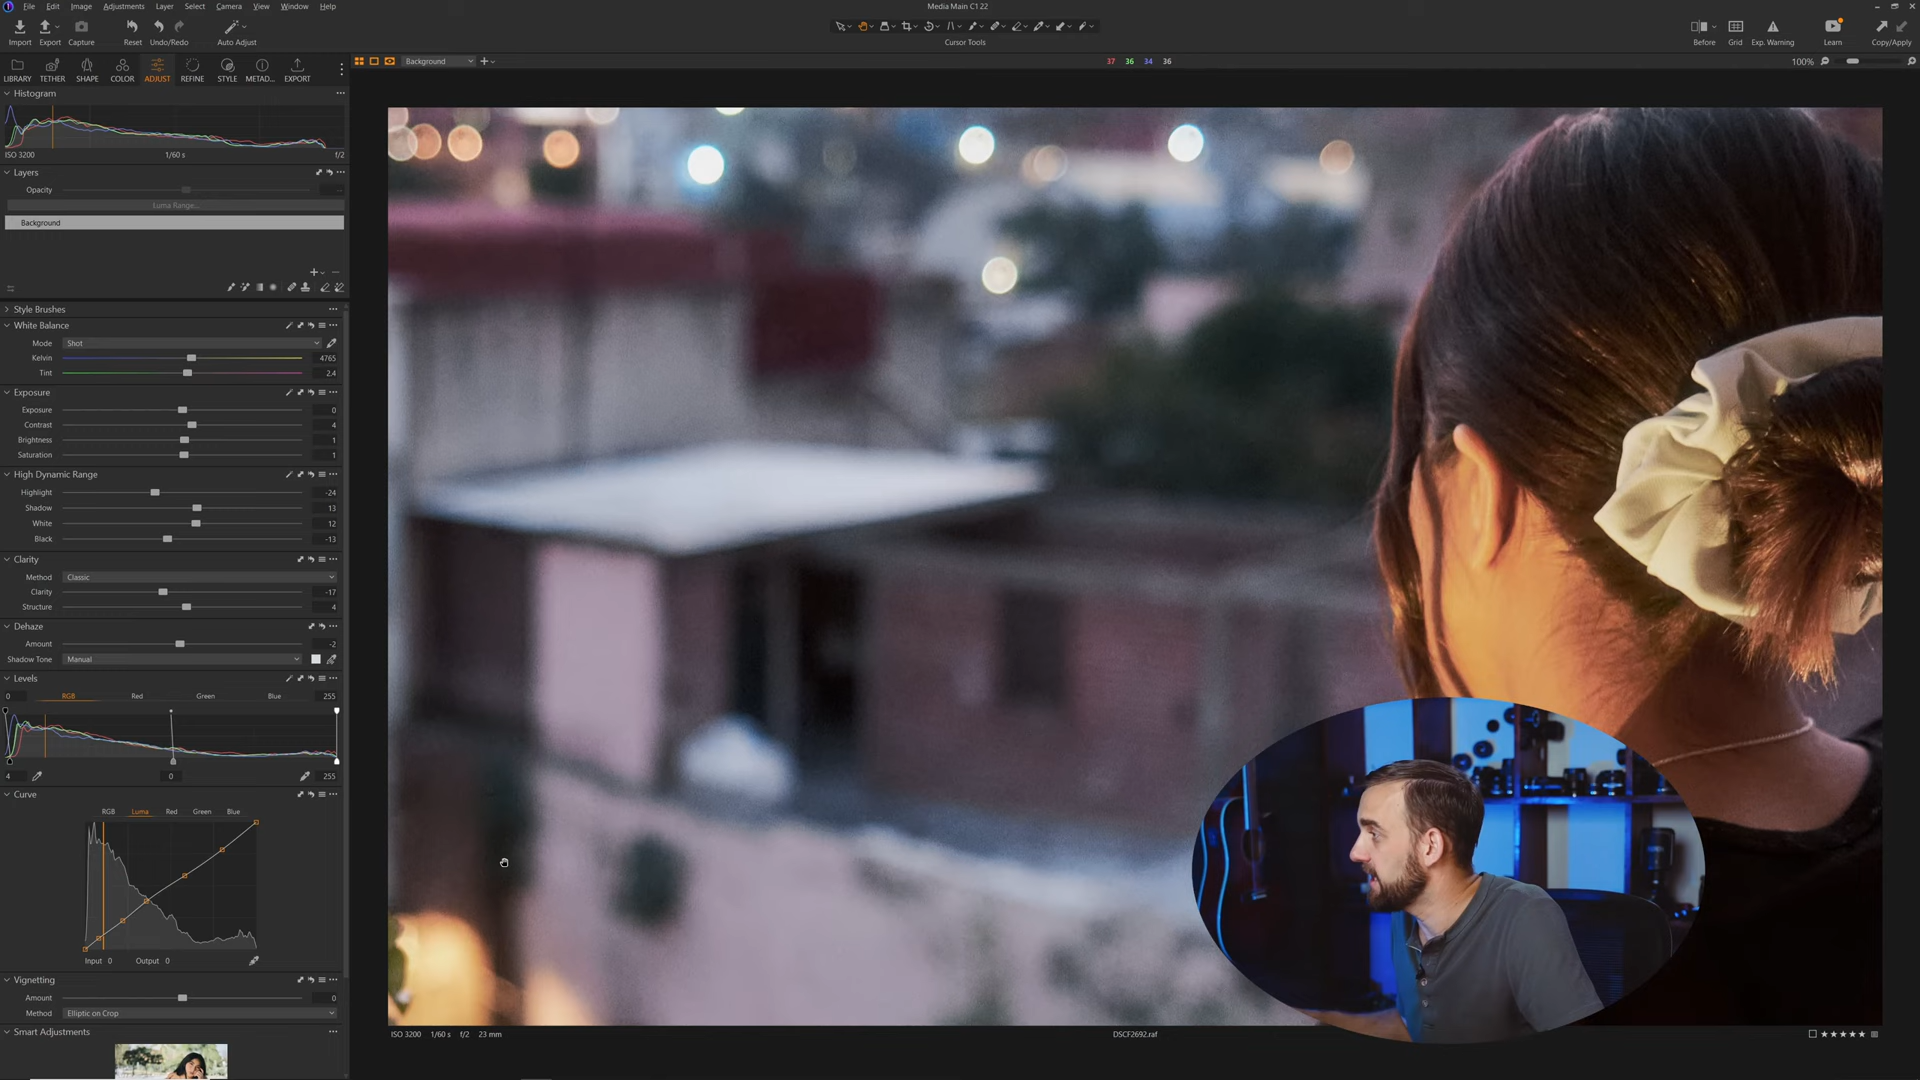 File Edit Image Adjustments Layer Select Camera View Window Help
Media Main C1 22
Import Export Capture Reset Undo/Redo Auto Adjust
Cursor Tools
Before Grid Exp. Warning Learn Copy/Apply
LIBRARY TETHER SHAPE COLOR ADJUST REFINE STYLE METAD... EXPORT
Background
37 36 34 36
100%
Histogram
ISO 3200 1/60 s f/2
Layers
Opacity
Luma Range...
Background
Style Brushes
White Balance
Mode Shot
Kelvin 4765
Tint 2.4
Exposure
Exposure 0
Contrast 4
Brightness 1
Saturation 1
High Dynamic Range
Highlight -24
Shadow 13
White 12
Black -13
Clarity
Method Classic
Clarity -17
Structure 4
Dehaze
Amount -2
Shadow Tone Manual
Levels
0 RGB Red Green Blue 255
4 0 255
Curve
RGB Luma Red Green Blue
Input 0 Output 0
Vignetting
Amount 0
Method Elliptic on Crop
Smart Adjustments
ISO 3200 1/60 s f/2 23 mm
DSCF2692.raf